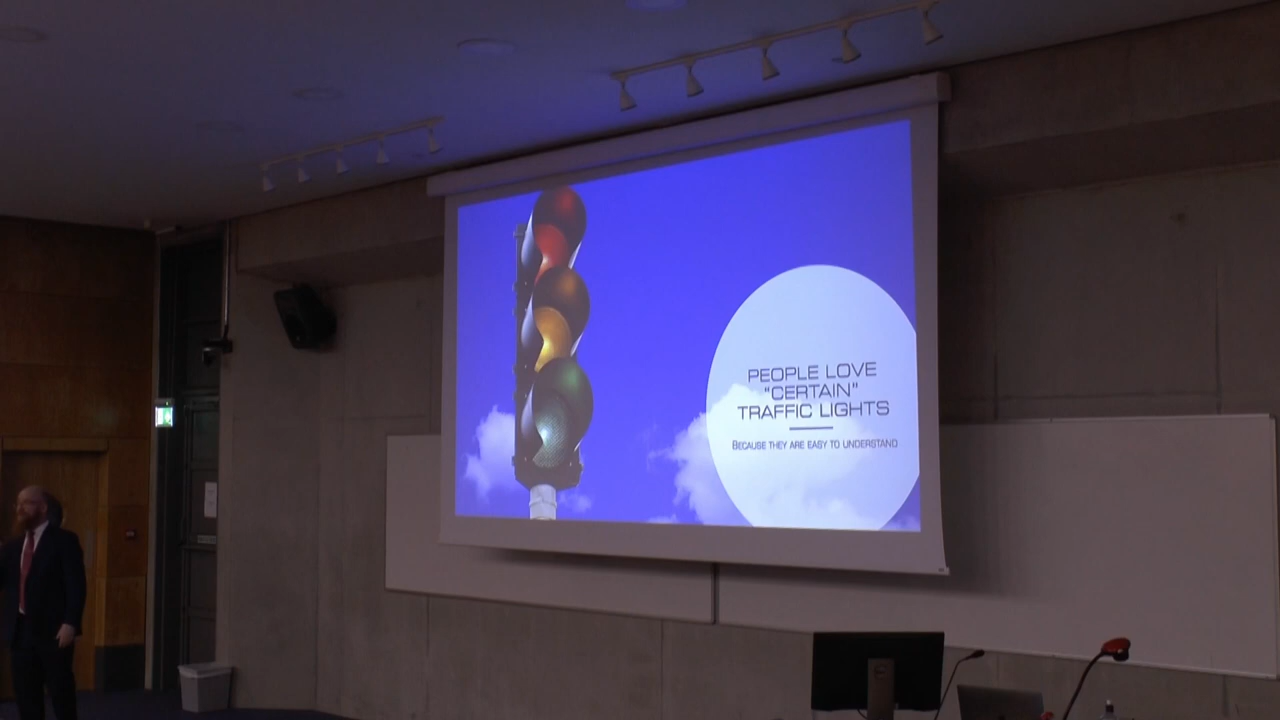 PEOPLE LOVE
"CERTAIN"
TRAFFIC LIGHTS
BECAUSE THEY ARE EASY TO UNDERSTAND